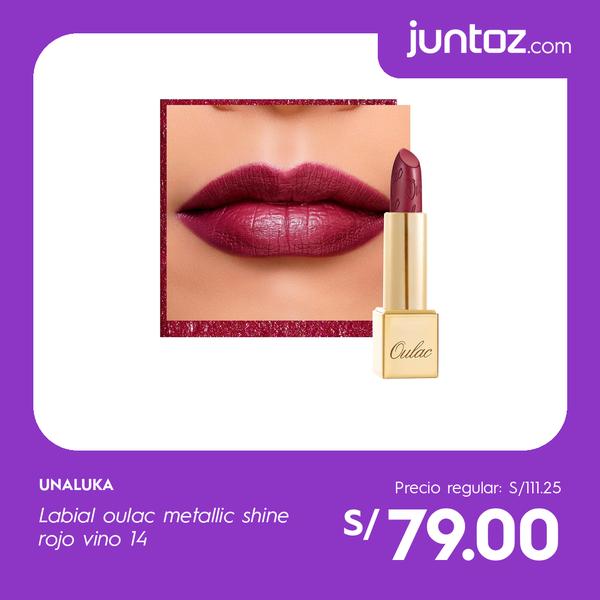 juntoz.com
Oulac
UNALUKA
Labial oulac metallic shine
rojo vino 14
Precio regular: S/111.25
S/79.00